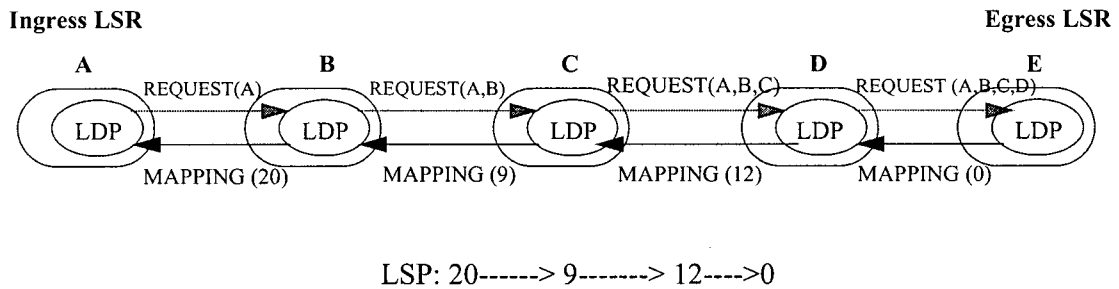 Ingress LSR
Egress LSR
A
B
C
D
E
REQUEST(A)
REQUEST(A,B)
REQUEST(A,B,C)
REQUEST (A,B,C,D)
LDP
LDP
LDP
LDP
LDP
MAPPING (20)
MAPPING (9)
MAPPING (12)
MAPPING (0)
LSP: 20------> 9-------> 12---->0